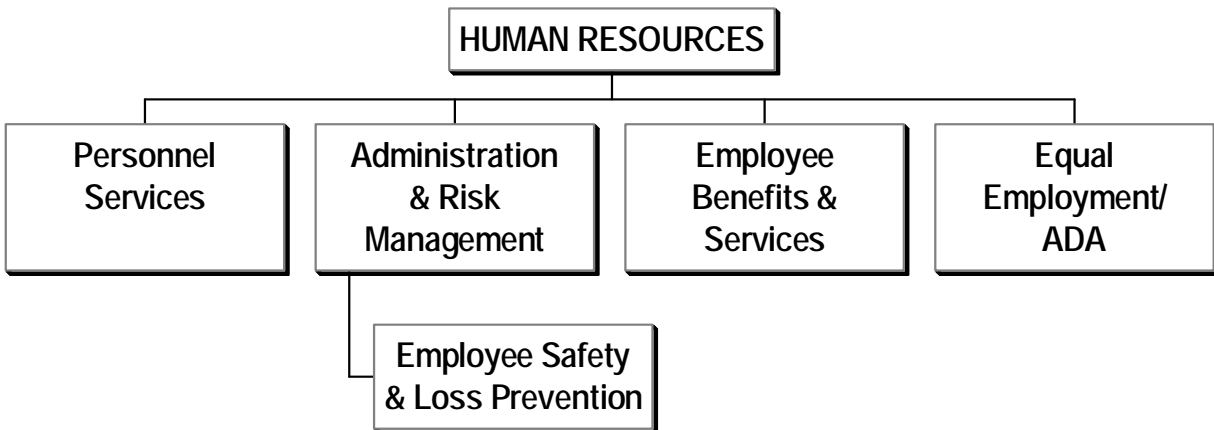 HUMAN RESOURCES
Personnel
Services
Administration
& Risk
Management
Employee
Benefits &
Services
Equal
Employment/
ADA
Employee Safety
& Loss Prevention